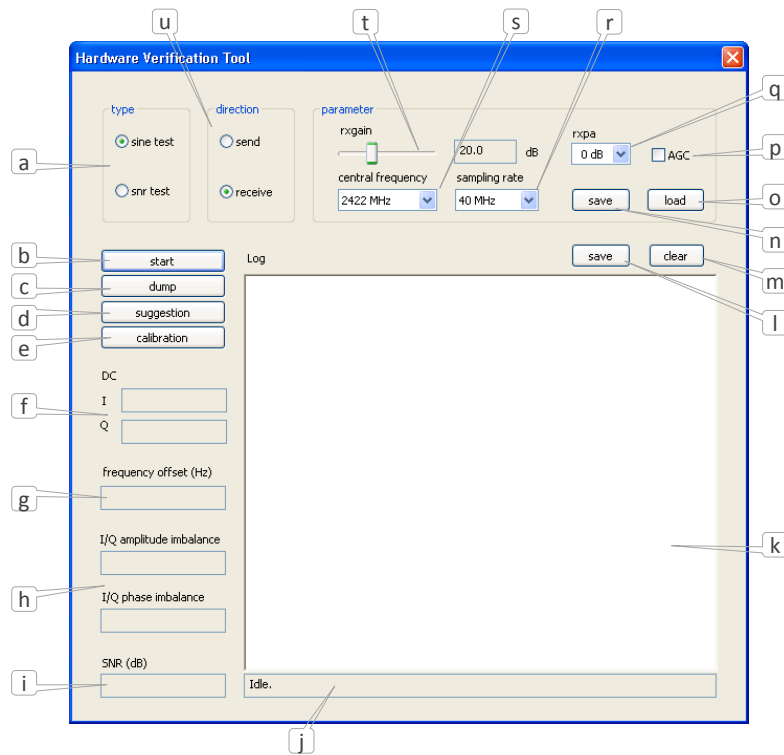 u t s r
Hardware Verification Tool
q
type direction parameter
rxgain rxpa
a sine test send 20.0 dB 0 dB AGC p
central frequency sampling rate
snr test receive 2422 MHz 40 MHz save load o
n
b start Log save clear
c dump m
d suggestion l
e calibration
DC
f I
Q
frequency offset (Hz)
g
I/Q amplitude imbalance
k
h
I/Q phase imbalance
SNR (dB)
i Idle.
j